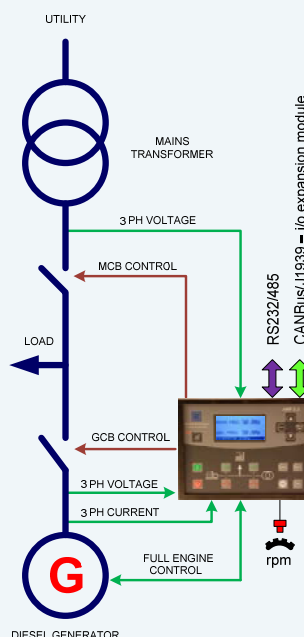 UTILITY
MAINS
TRANSFORMER
3 PH VOLTAGE
MCB CONTROL
RS232/485
CANBus/J1939 – i/o expansion module
LOAD
GCB CONTROL
3 PH VOLTAGE
3 PH CURRENT
FULL ENGINE
CONTROL
rpm
G
DIESEL GENERATOR